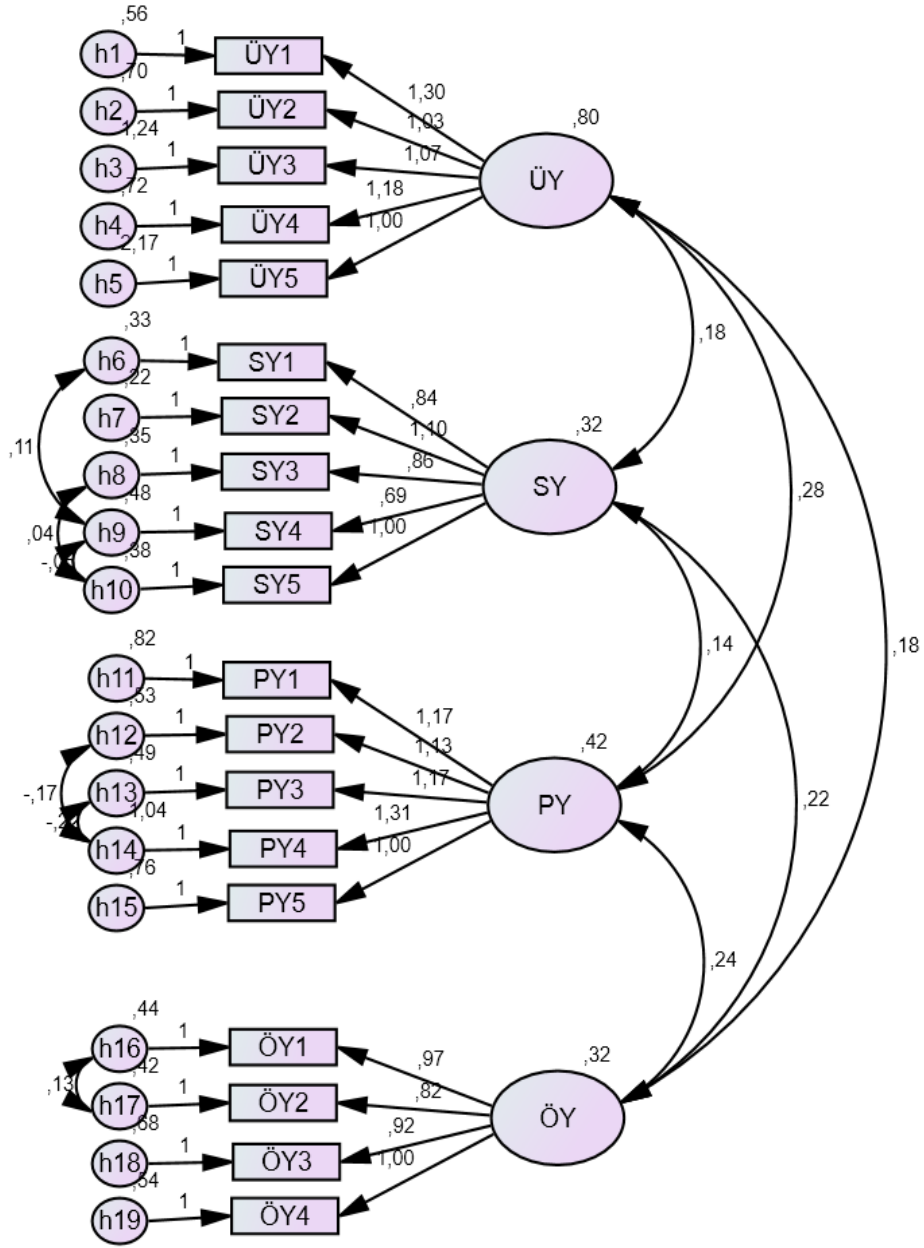 ,56
h1 1 ÜY1
,70
h2 1 ÜY2
1,24
h3 1 ÜY3
,72
h4 1 ÜY4
2,17
h5 1 ÜY5
1,30
1,03
1,07
1,18
1,00
,80
ÜY
,33
h6 1 SY1
,22
h7 1 SY2
,35
h8 1 SY3
,48
h9 1 SY4
,38
h10 1 SY5
,11
,04
,84
1,10
,86
,69
1,00
,32
SY
,18
,28
,18
,82
h11 1 PY1
,53
h12 1 PY2
,49
h13 1 PY3
1,04
h14 1 PY4
,76
h15 1 PY5
-,17
1,17
1,13
1,17
1,31
1,00
,42
PY
,14
,22
,24
,44
h16 1 ÖY1
,42
h17 1 ÖY2
,68
h18 1 ÖY3
,54
h19 1 ÖY4
,13
,97
,82
,92
1,00
,32
ÖY